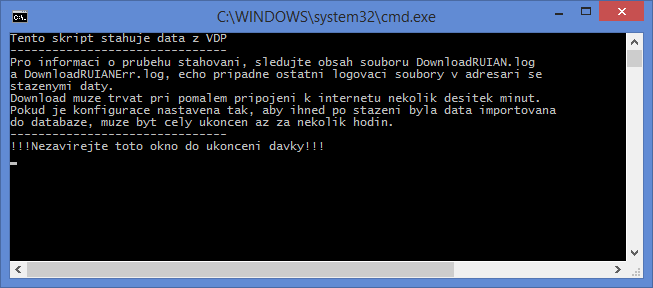 C:\WINDOWS\system32\cmd.exe
Tento skript stahuje data z VDP
-------------------------------
Pro informaci o prubehu stahovani, sledujte obsah souboru DownloadRUIAN.log
a DownloadRUIANErr.log, echo pripadne ostatni logovaci soubory v adresari se
stazenymi daty.
Download muze trvat pri pomalem pripojeni k internetu nekolik desitek minut.
Pokud je konfigurace nastavena tak, aby ihned po stazeni byla data importovana
do databaze, muze byt cely ukoncen az za nekolik hodin.
-------------------------------
!!!Nezavirejte toto okno do ukonceni davky!!!